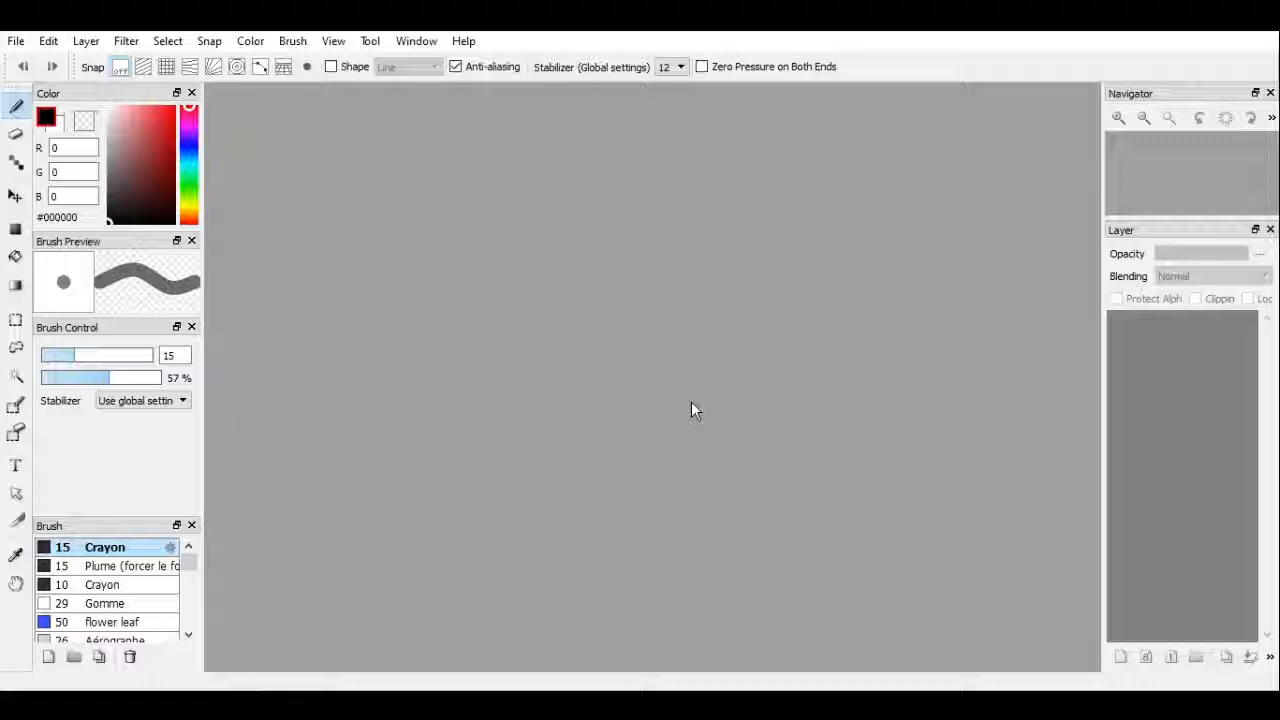 File Edit Layer Filter Select Snap Color Brush View Tool Window Help
Snap off Shape Line Anti-aliasing Stabilizer (Global settings) 12 Zero Pressure on Both Ends
Color
R 0
G 0
B 0
#000000
Brush Preview
Brush Control
15
57 %
Stabilizer Use global settin
Brush
15 Crayon
15 Plume (forcer le fo
10 Crayon
29 Gomme
50 flower leaf
26 Aérographe
T
Navigator
Layer
Opacity
Blending Normal
Protect Alph Clippin Loc